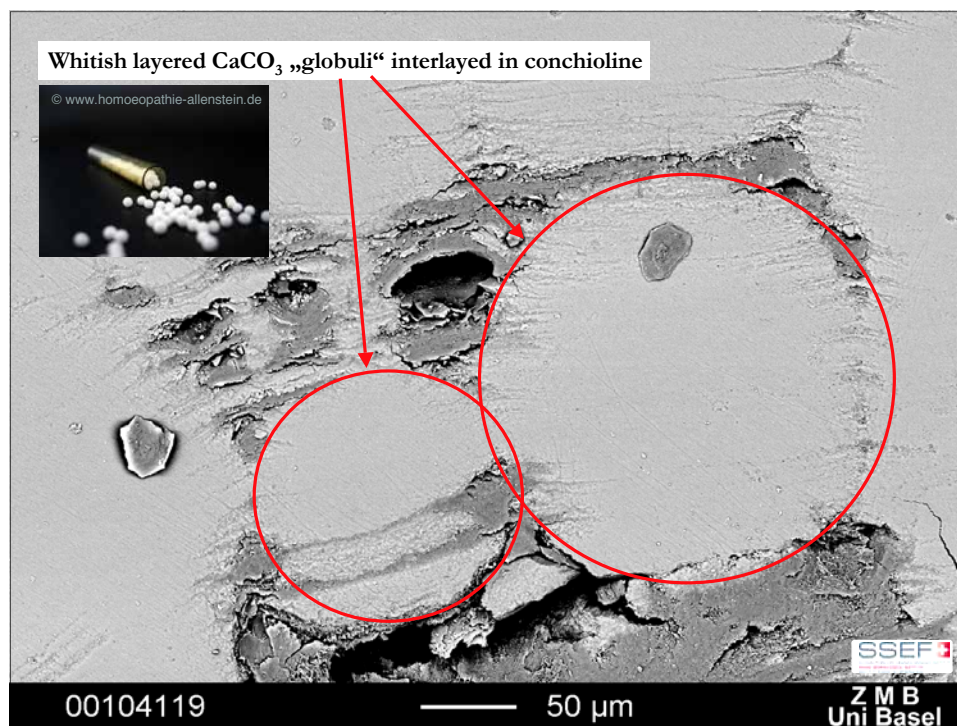 Whitish layered CaCO₃ „globuli“ interlayed in conchioline
© www.homoeopathie-allenstein.de
SSEF
00104119
50 µm
Z M B
Uni Basel